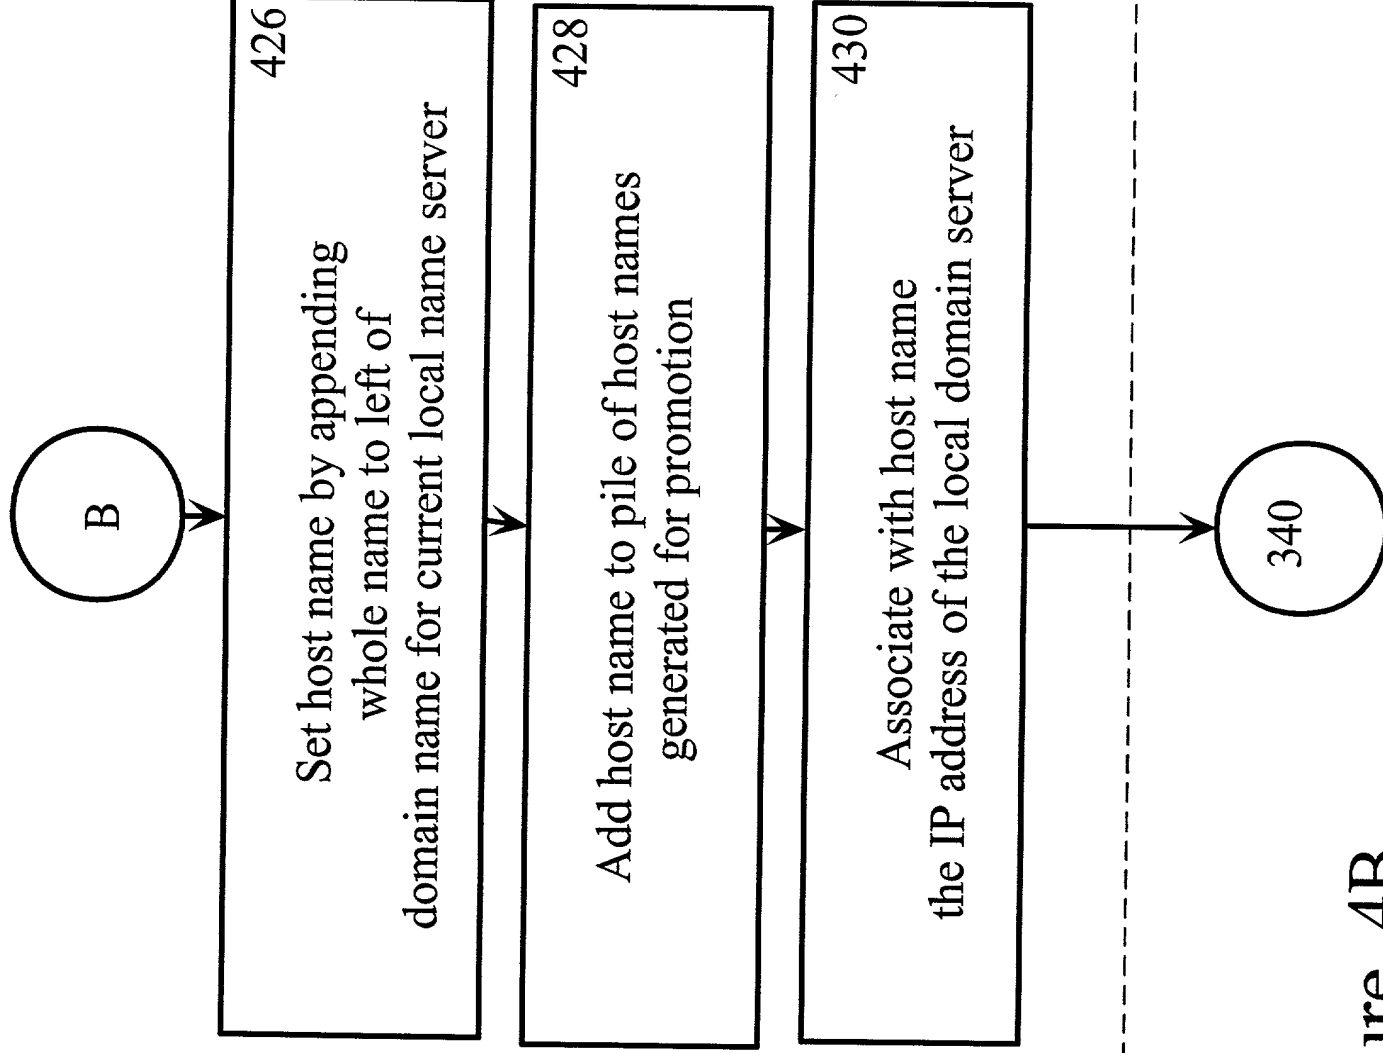 B
426
Set host name by appending
whole name to left of
domain name for current local name server
428
Add host name to pile of host names
generated for promotion
430
Associate with host name
the IP address of the local domain server
340
ure 4B